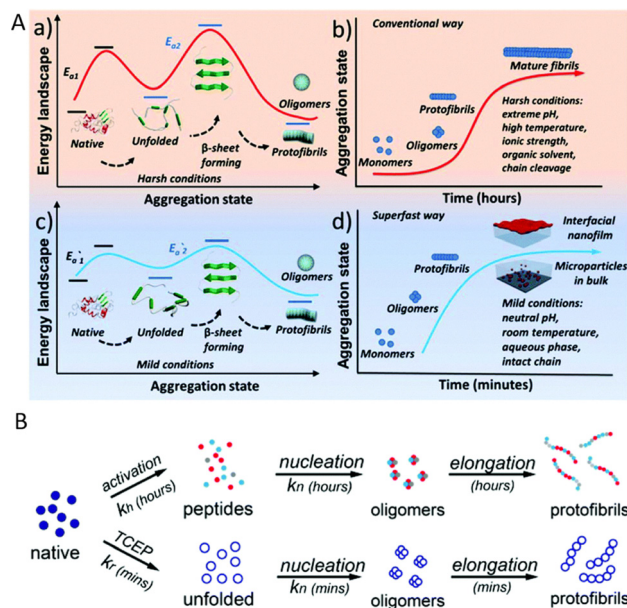 A
a)
Energy landscape
Ea1
Ea2
Native
Unfolded
β-sheet
forming
Oligomers
Protofibrils
Harsh conditions
Aggregation state
b)
Conventional way
Aggregation state
Mature fibrils
Protofibrils
Oligomers
Monomers
Harsh conditions:
extreme pH,
high temperature,
ionic strength,
organic solvent,
chain cleavage
Time (hours)
c)
Energy landscape
Ea`1
Ea`2
Native
Unfolded
β-sheet
forming
Oligomers
Protofibrils
Mild conditions
Aggregation state
d)
Superfast way
Aggregation state
Interfacial
nanofilm
Microparticles
in bulk
Protofibrils
Oligomers
Monomers
Mild conditions:
neutral pH,
room temperature,
aqueous phase,
intact chain
Time (minutes)
B
native
activation
kh (hours)
peptides
nucleation
kn (hours)
oligomers
elongation
(hours)
protofibrils
TCEP
kr (mins)
unfolded
nucleation
kn (mins)
oligomers
elongation
(mins)
protofibrils